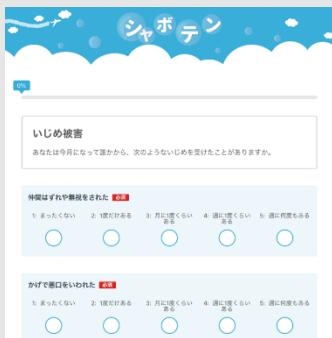 シャボテン
0%
いじめ被害
あなたは今月になって誰かから、次のようないじめを受けたことがありますか。
仲間はずれや無視をされた 必須
1: まったくない 2: 1度だけある 3: 月に1度くらいある 4: 週に1度くらいある 5: 週に何度もある
かげで悪口をいわれた 必須
1: まったくない 2: 1度だけある 3: 月に1度くらいある 4: 週に1度くらいある 5: 週に何度もある